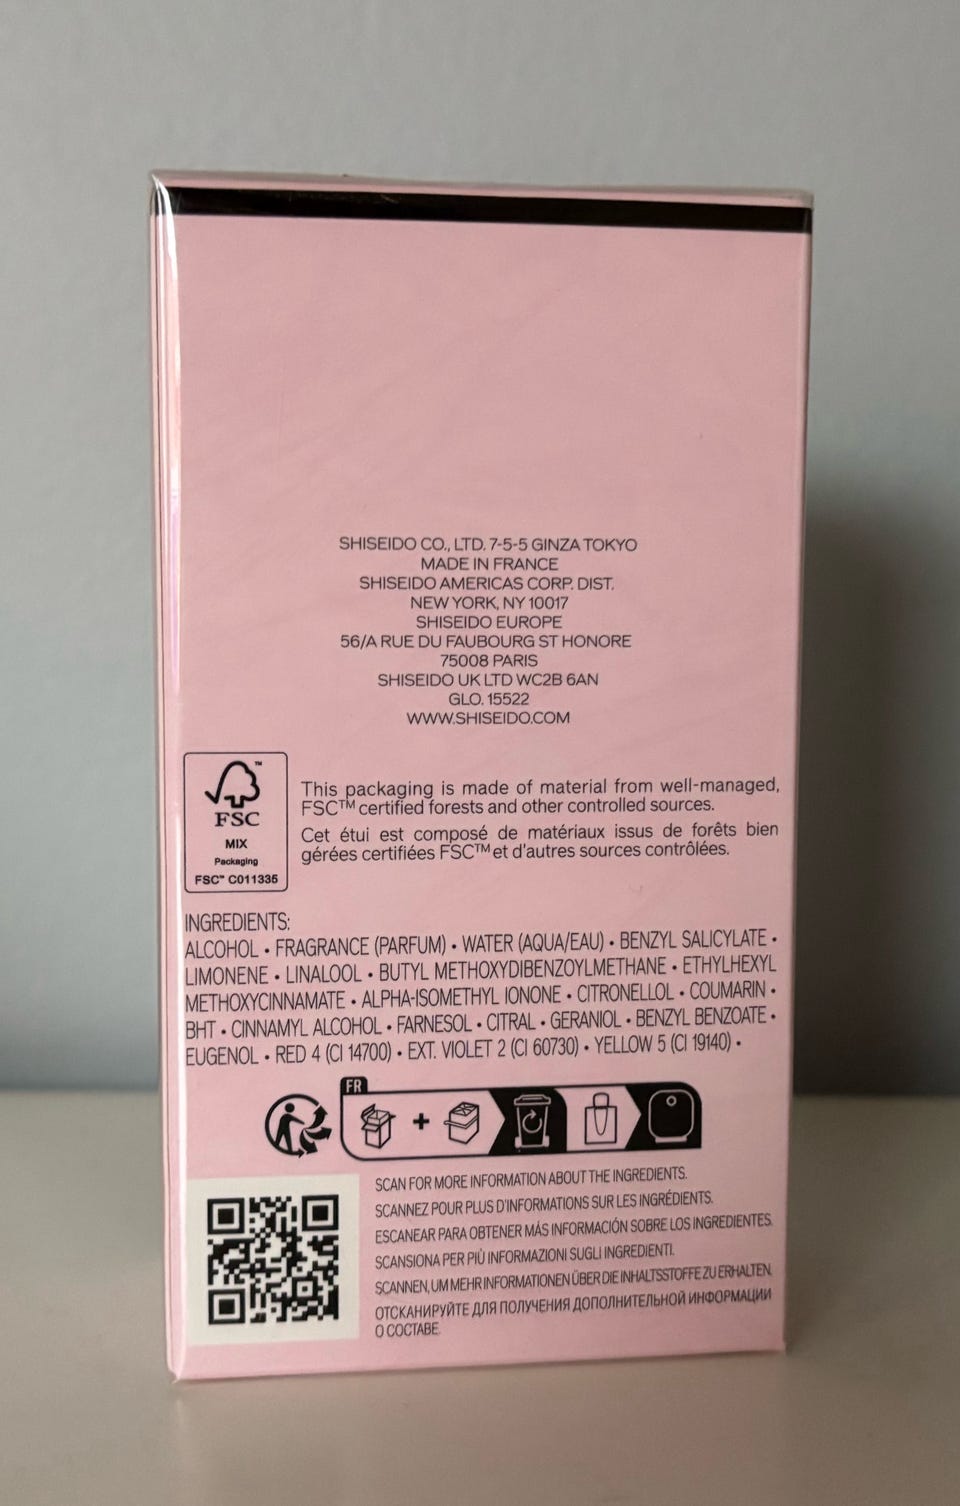 SHISEIDO CO., LTD. 7-5-5 GINZA TOKYO
MADE IN FRANCE
SHISEIDO AMERICAS CORP. DIST.
NEW YORK, NY 10017
SHISEIDO EUROPE
56/A RUE DU FAUBOURG ST HONORE
75008 PARIS
SHISEIDO UK LTD WC2B 6AN
GLO. 15522
WWW.SHISEIDO.COM
FSC
MIX
Packaging
FSC™ C011335
This packaging is made of material from well-managed,
FSC™ certified forests and other controlled sources.
Cet étui est composé de matériaux issus de forêts bien
gérées certifiées FSC™ et d'autres sources contrôlées.
INGREDIENTS:
ALCOHOL • FRAGRANCE (PARFUM) • WATER (AQUA/EAU) • BENZYL SALICYLATE •
LIMONENE • LINALOOL • BUTYL METHOXYDIBENZOYLMETHANE • ETHYLHEXYL
METHOXYCINNAMATE • ALPHA-ISOMETHYL IONONE • CITRONELLOL • COUMARIN •
BHT • CINNAMYL ALCOHOL • FARNESOL • CITRAL • GERANIOL • BENZYL BENZOATE •
EUGENOL • RED 4 (CI 14700) • EXT. VIOLET 2 (CI 60730) • YELLOW 5 (CI 19140) •
FR
SCAN FOR MORE INFORMATION ABOUT THE INGREDIENTS.
SCANNEZ POUR PLUS D'INFORMATIONS SUR LES INGRÉDIENTS.
ESCANEAR PARA OBTENER MÁS INFORMACIÓN SOBRE LOS INGREDIENTES.
SCANSIONA PER PIÙ INFORMAZIONI SUGLI INGREDIENTI.
SCANNEN, UM MEHR INFORMATIONEN ÜBER DIE INHALTSSTOFFE ZU ERHALTEN.
ОТСКАНИРУЙТЕ ДЛЯ ПОЛУЧЕНИЯ ДОПОЛНИТЕЛЬНОЙ ИНФОРМАЦИИ
О СОСТАВЕ.